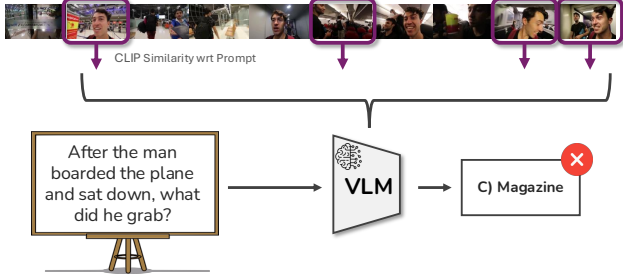 CLIP Similarity wrt Prompt
After the man
boarded the plane
and sat down, what
did he grab?
VLM
C) Magazine